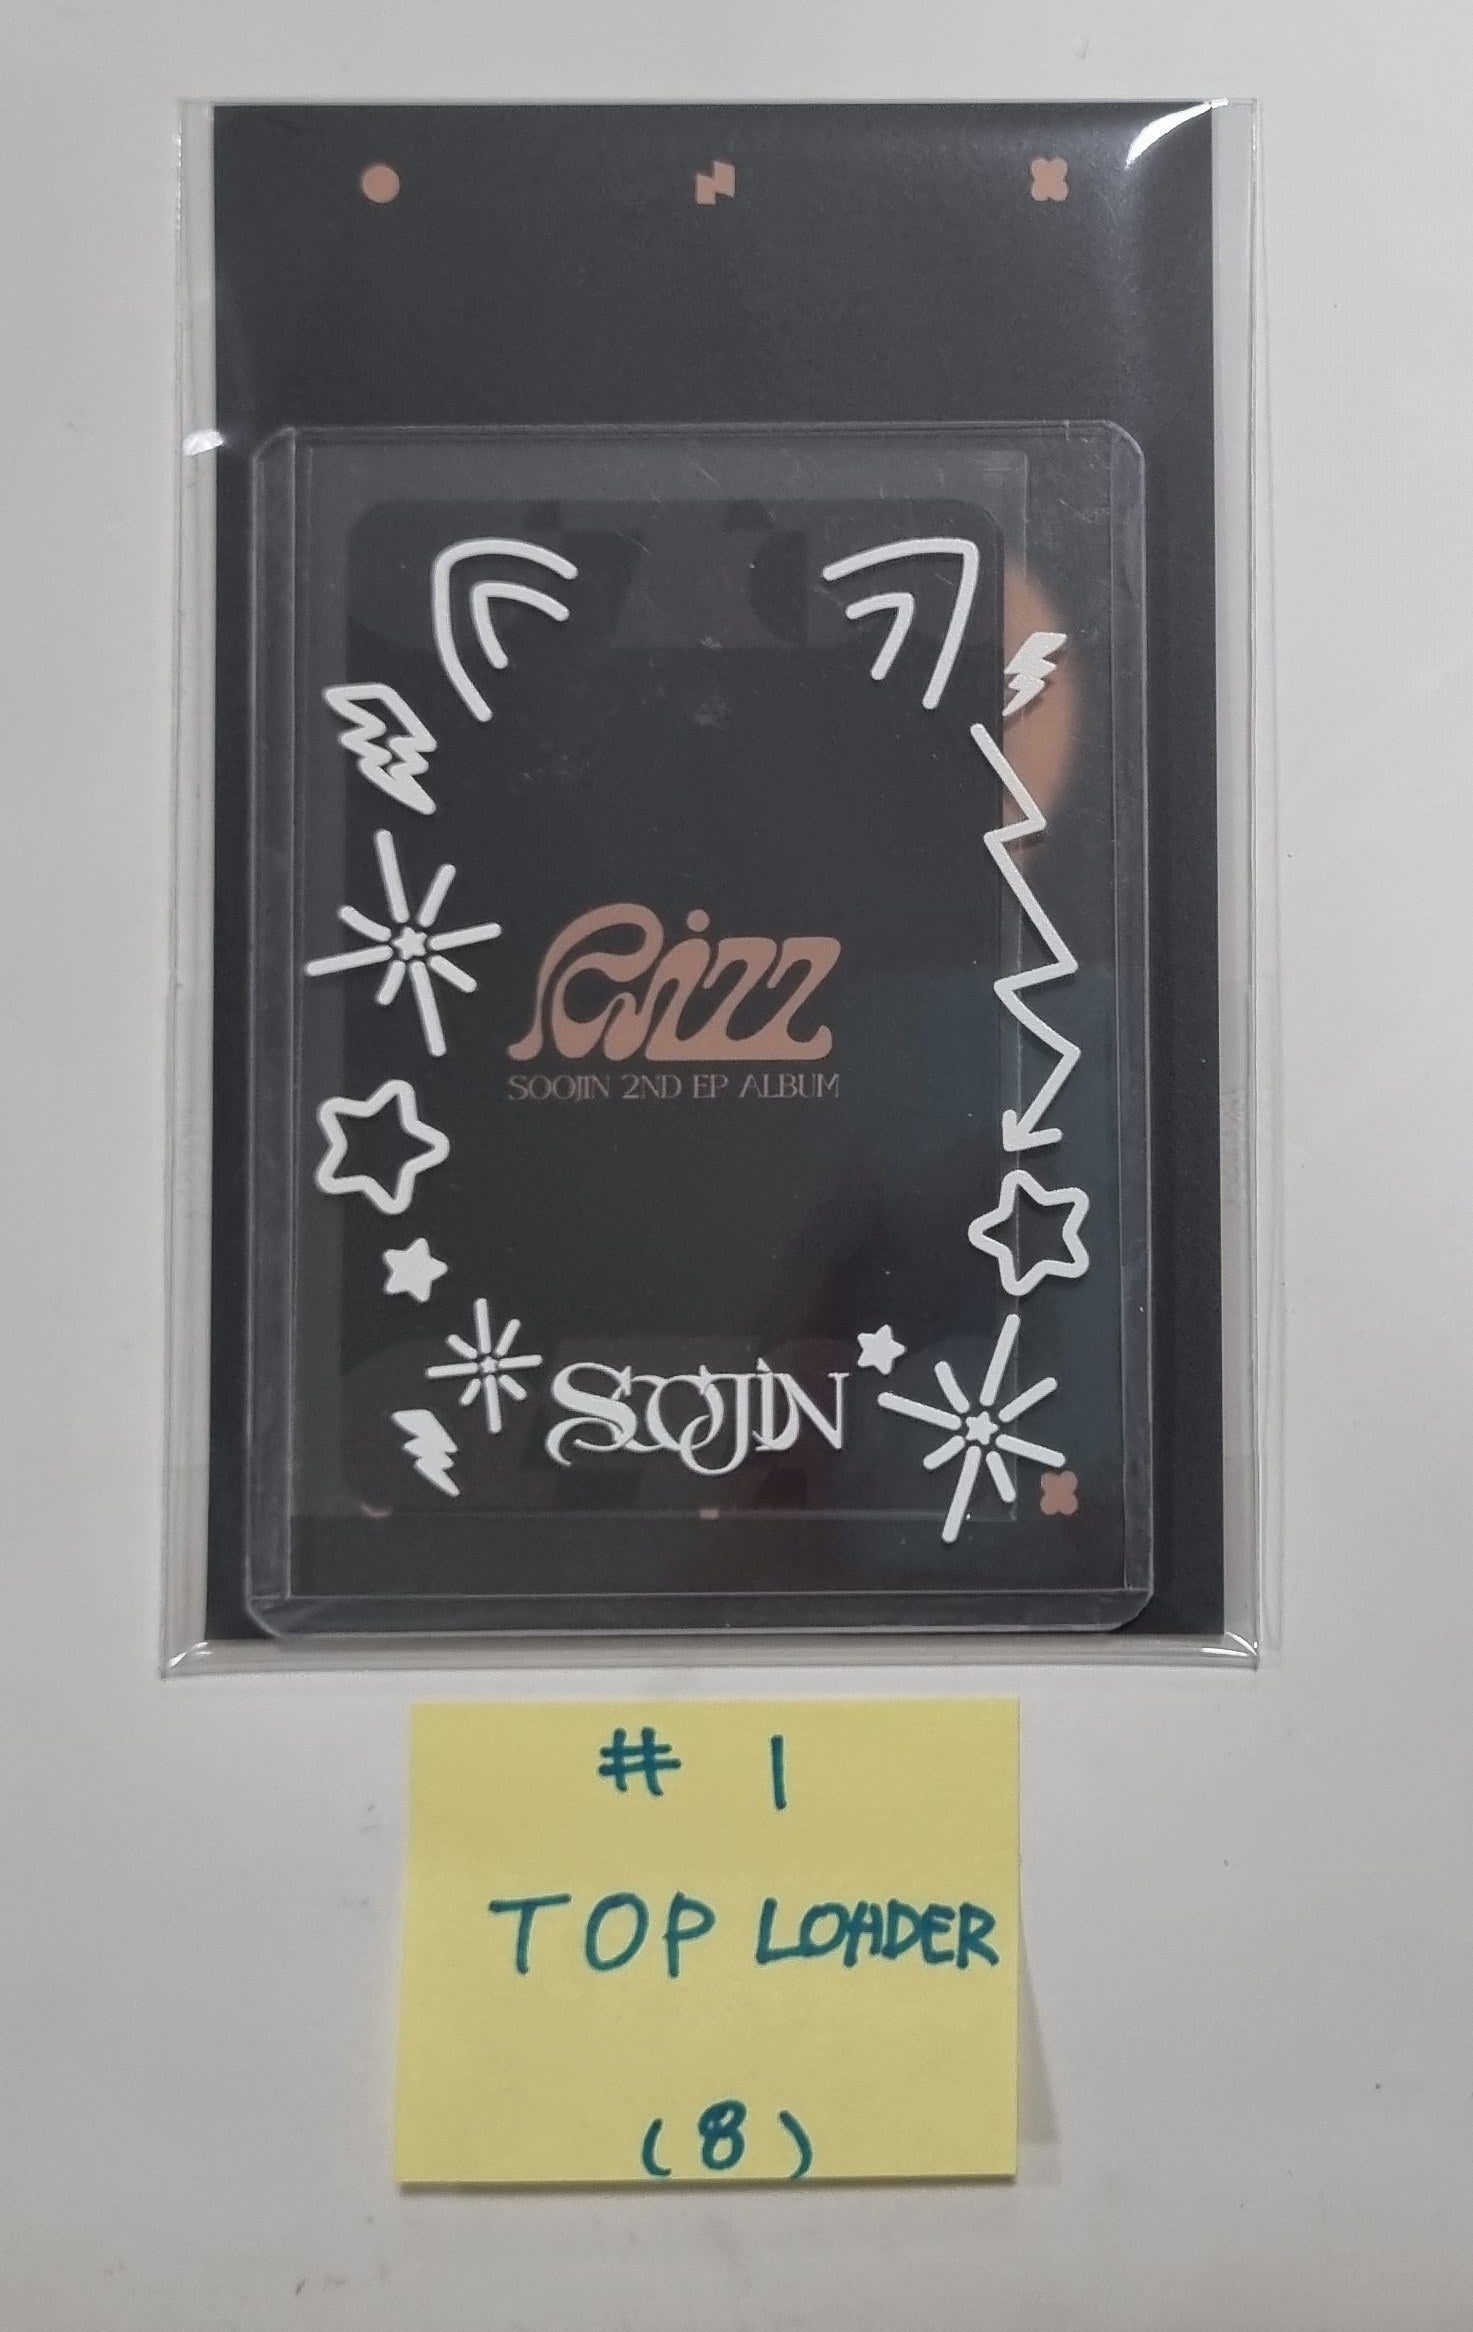 Rizz
SOOJIN 2ND EP ALBUM
SOOJIN
# 1
TOP LOADER
(8)